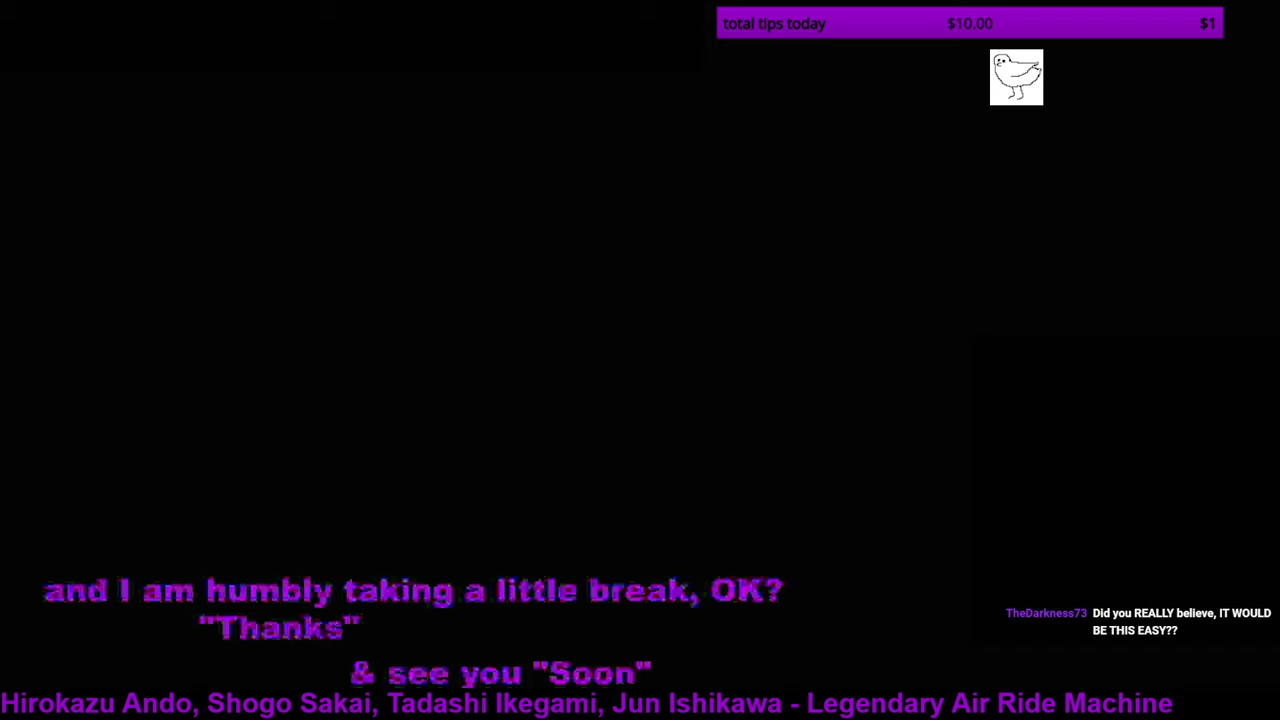 total tips today $10.00 $1
and I am humbly taking a little break, OK?
"Thanks"
& see you "Soon"
TheDarkness73 Did you REALLY believe, IT WOULD
BE THIS EASY??
Hirokazu Ando, Shogo Sakai, Tadashi Ikegami, Jun Ishikawa - Legendary Air Ride Machine